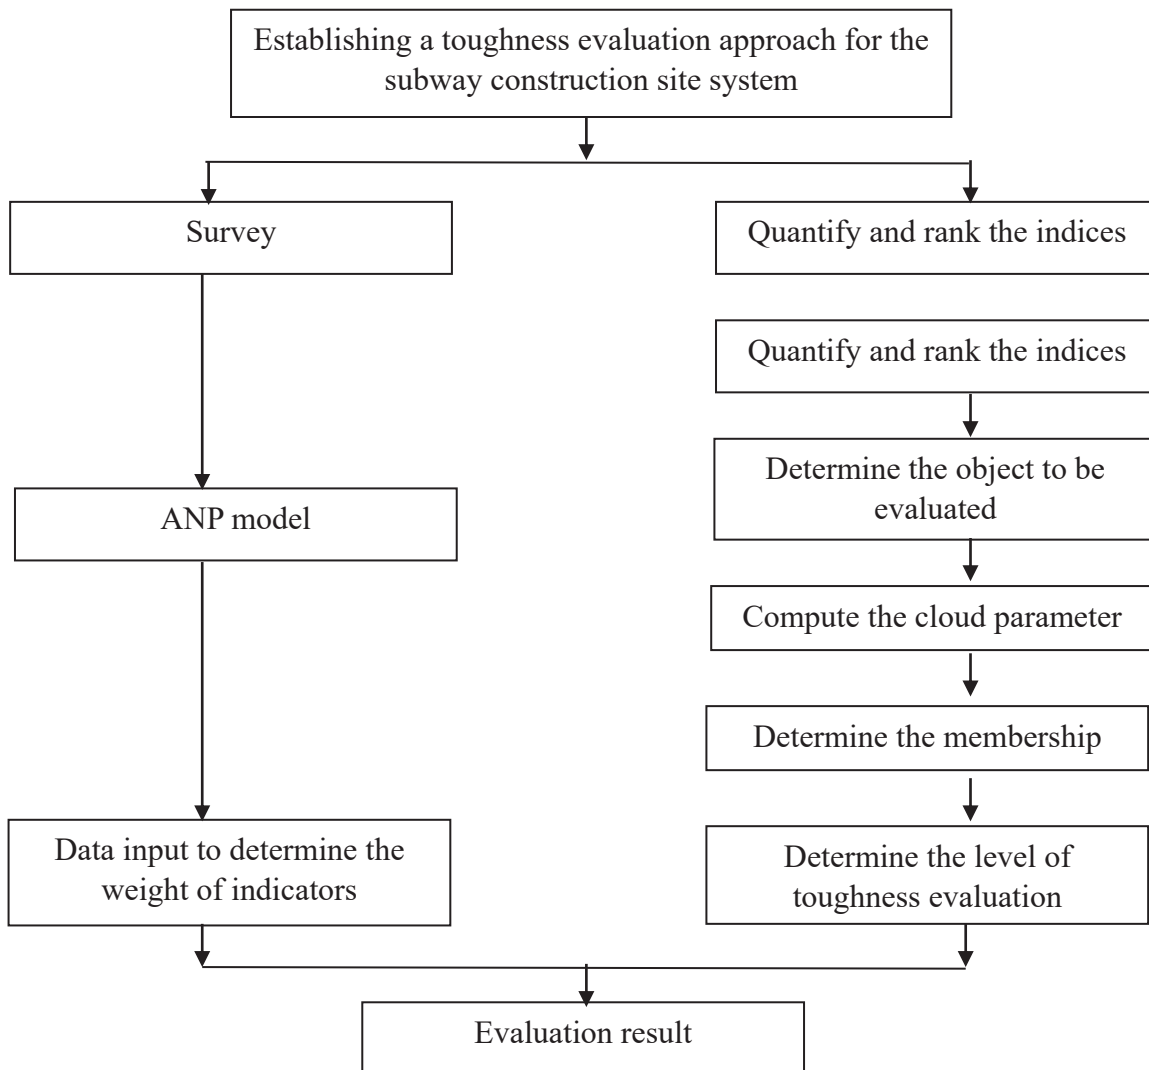 Establishing a toughness evaluation approach for the
subway construction site system
Survey
Quantify and rank the indices
Quantify and rank the indices
Determine the object to be
evaluated
ANP model
Compute the cloud parameter
Determine the membership
Data input to determine the
weight of indicators
Determine the level of
toughness evaluation
Evaluation result